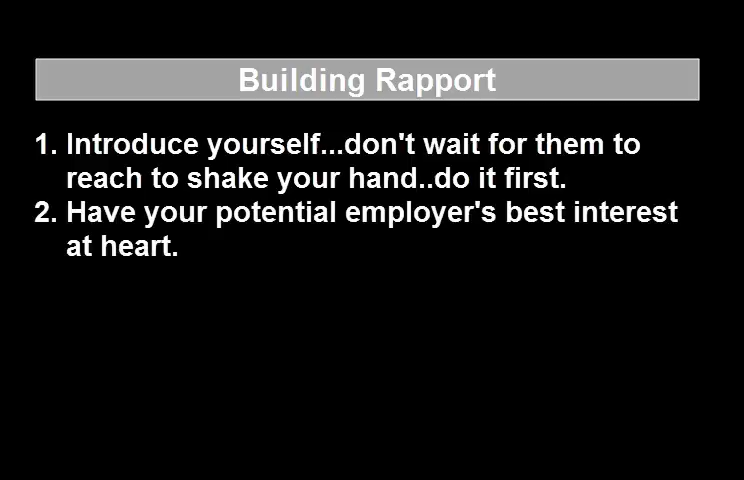 Building Rapport
1. Introduce yourself...don't wait for them to
reach to shake your hand..do it first.
2. Have your potential employer's best interest
at heart.